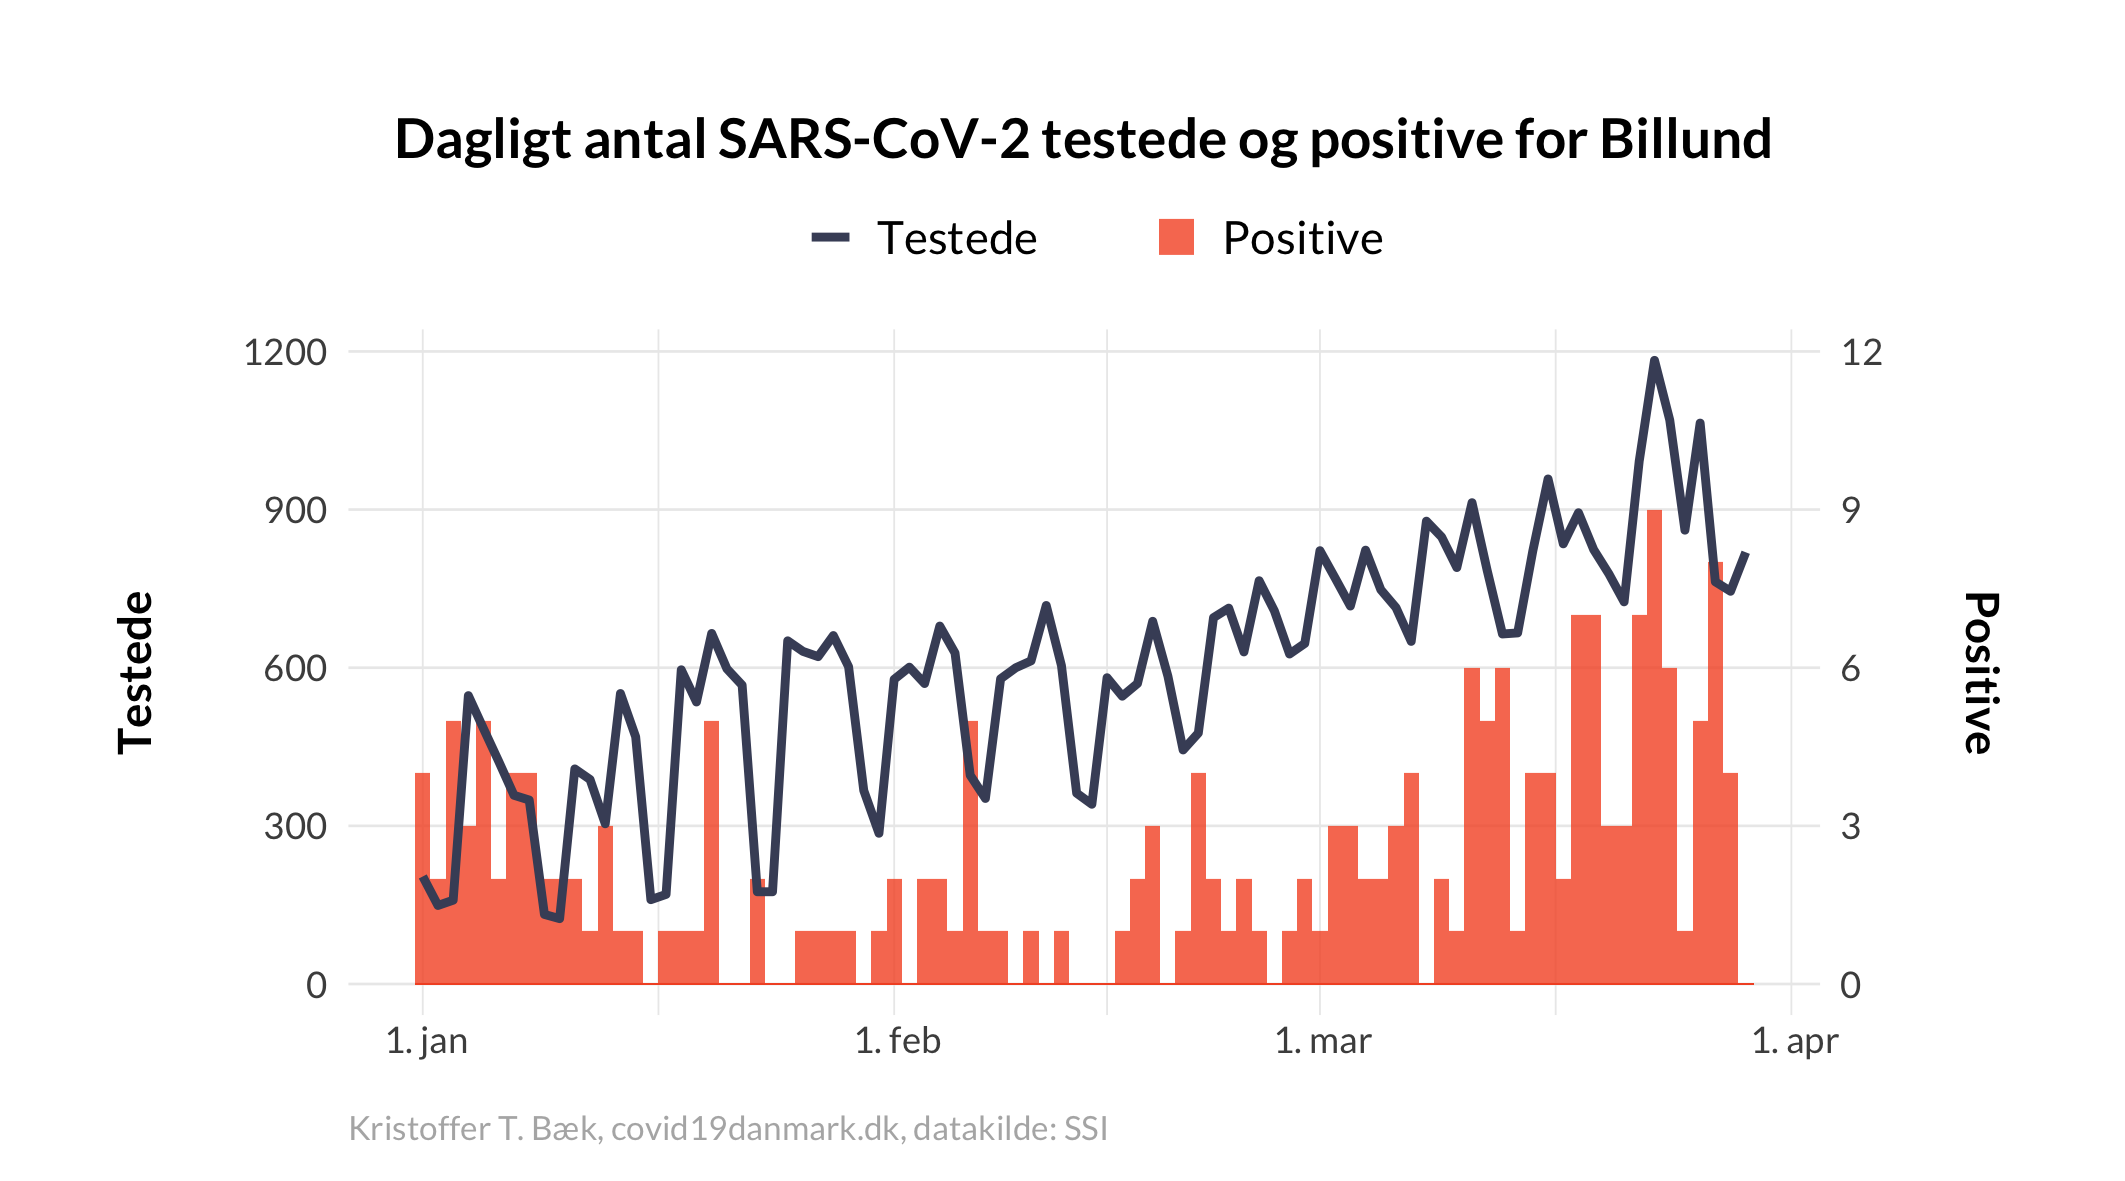 Dagligt antal SARS-CoV-2 testede og positive for Billund
Testede Positive
1200 12
900 9
600 6
300 3
0 0
Testede
Positive
1. jan 1. feb 1. mar 1. apr
Kristoffer T. Bæk, covid19danmark.dk, datakilde: SSI